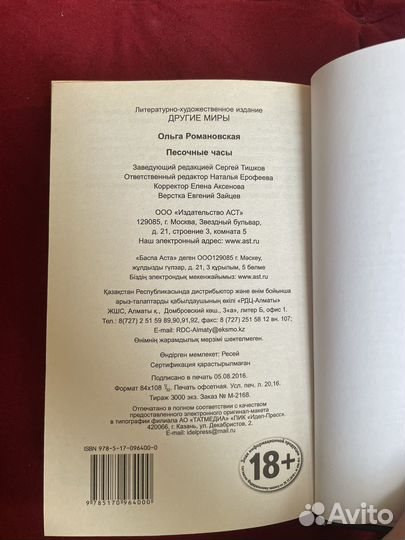 Литературно-художественное издание
ДРУГИЕ МИРЫ
Ольга Романовская
Песочные часы
Заведующий редакцией Сергей Тишков
Ответственный редактор Наталья Ерофеева
Корректор Елена Аксенова
Верстка Евгений Зайцев
ООО «Издательство АСТ»
129085, г. Москва, Звездный бульвар,
д. 21, строение 3, комната 5
Наш электронный адрес: www.ast.ru
«Баспа Аста» деген ООО129085 г. Мәскеу,
жұлдызды гүлзар, д. 21, 3 құрылым, 5 бөлме
Біздің электрондық мекенжайымыз: www.ast.ru
Қазақстан Республикасында дистрибьютор және өнім бойынша
арыз-талаптарды қабылдаушының өкілі «РДЦ-Алматы»
ЖШС, Алматы қ., Домбровский көш., 3«а», литер Б, офис 1.
Тел.: 8(727) 2 51 59 89,90,91,92, факс: 8 (727) 251 58 12 вн. 107;
E-mail: RDC-Almaty@eksmo.kz
Өнімнің жарамдылық мерзімі шектелмеген.
Өндірген мемлекет: Ресей
Сертификация қарастырылмаған
Подписано в печать 05.08.2016.
Формат 84x108 1/32. Печать офсетная. Усл. печ. л. 20,16.
Тираж 3000 экз. Заказ № М-2168.
Отпечатано в полном соответствии с качеством
предоставленного электронного оригинал-макета
в типографии филиала АО «ТАТМЕДИА» «ПИК «Идел-Пресс».
420066, г. Казань, ул. Декабристов, 2.
E-mail: idelpress@mail.ru
ISBN 978-5-17-096400-0
9 785170 964000
Знак информационной продукции
18+
Avito